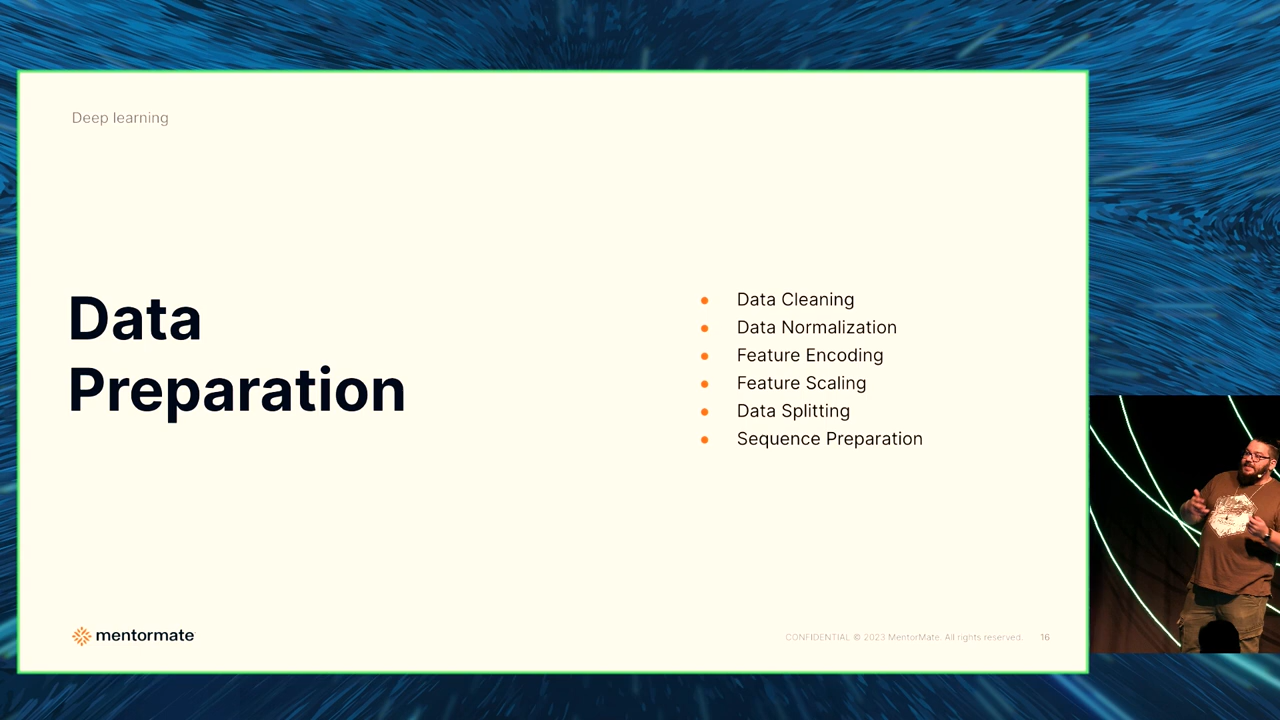 Deep learning
Data
Preparation
Data Cleaning
Data Normalization
Feature Encoding
Feature Scaling
Data Splitting
Sequence Preparation
mentormate
CONFIDENTIAL © 2023 MentorMate. All rights reserved. 16